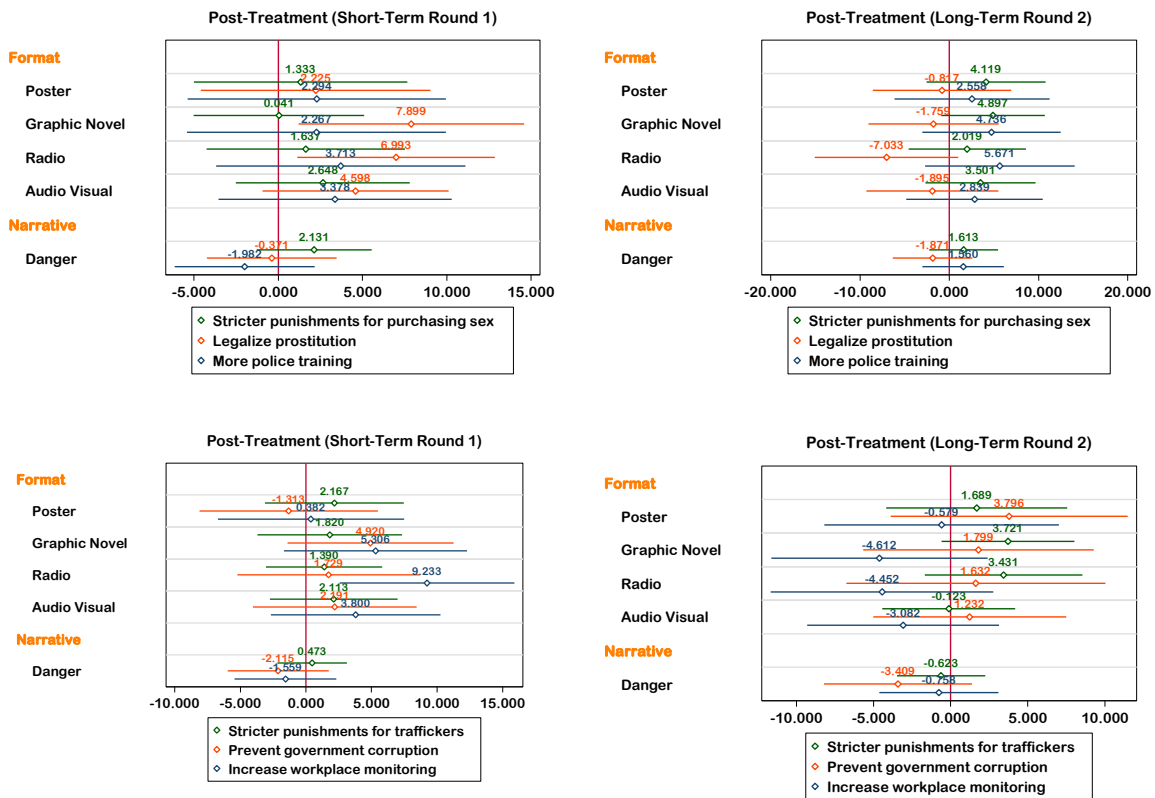 Post-Treatment (Short-Term Round 1)
Format
1.333
2.225
Poster
2.294
0.041
7.899
Graphic Novel
2.267
1.637
6.993
Radio
3.713
2.648
4.598
Audio Visual
3.378
Narrative
2.131
-0.371
Danger
-1.982
-5.000 0.000 5.000 10.000 15.000
Stricter punishments for purchasing sex
Legalize prostitution
More police training
Post-Treatment (Long-Term Round 2)
Format
4.119
-0.817
Poster
2.558
4.897
-1.759
Graphic Novel
4.736
2.019
-7.033
Radio
5.671
3.501
-1.895
Audio Visual
2.839
Narrative
1.613
-1.871
Danger
1.560
-20.000 -10.000 0.000 10.000 20.000
Stricter punishments for purchasing sex
Legalize prostitution
More police training
Post-Treatment (Short-Term Round 1)
Format
2.167
-1.313
Poster
0.382
1.820
4.920
Graphic Novel
5.306
1.390
1.729
Radio
9.233
2.113
2.191
Audio Visual
3.800
Narrative
0.473
-2.115
Danger
-1.559
-10.000 -5.000 0.000 5.000 10.000 15.000
Stricter punishments for traffickers
Prevent government corruption
Increase workplace monitoring
Post-Treatment (Long-Term Round 2)
Format
1.689
3.796
Poster
-0.579
3.721
1.799
Graphic Novel
-4.612
3.431
1.632
Radio
-4.452
-0.123
1.232
Audio Visual
-3.082
Narrative
-0.623
-3.409
Danger
-0.758
-10.000 -5.000 0.000 5.000 10.000
Stricter punishments for traffickers
Prevent government corruption
Increase workplace monitoring